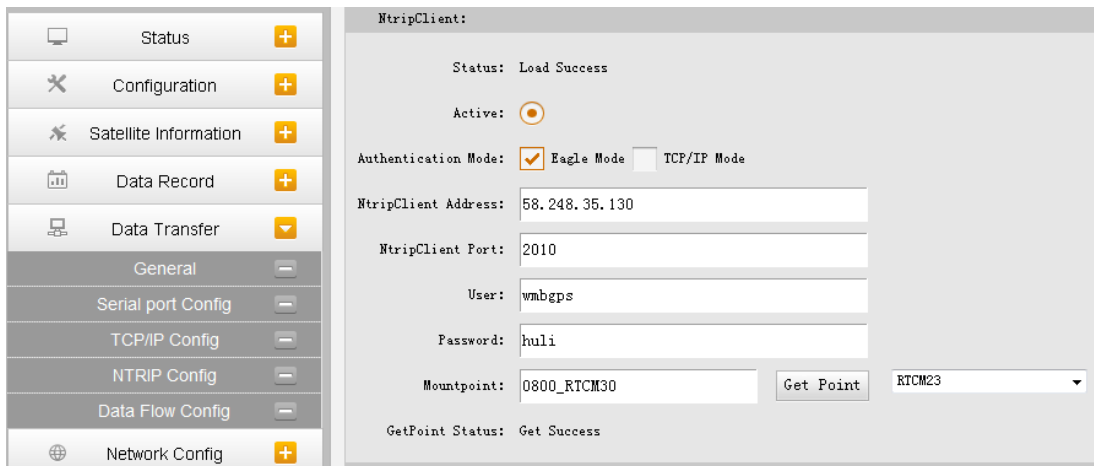 Status
Configuration
Satellite Information
Data Record
Data Transfer
General
Serial port Config
TCP/IP Config
NTRIP Config
Data Flow Config
Network Config
NtripClient:
Status: Load Success
Active:
Authentication Mode: Eagle Mode TCP/IP Mode
NtripClient Address: 58.248.35.130
NtripClient Port: 2010
User: wmbgps
Password: huli
Mountpoint: 0800_RTCM30 Get Point RTCM23
GetPoint Status: Get Success